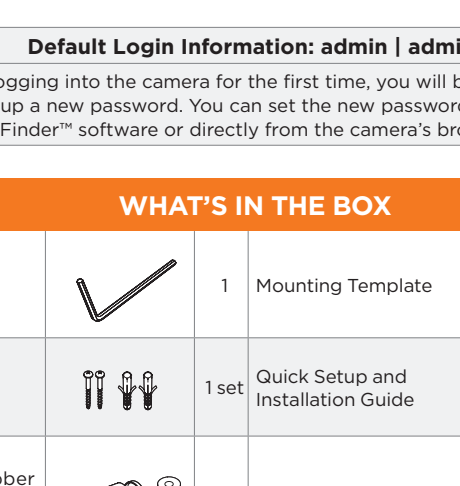 Default Login Information: admin | admi
ogging into the camera for the first time, you will b
up a new password. You can set the new password
Finder™ software or directly from the camera's bro
WHAT'S IN THE BOX
1 Mounting Template
1 set Quick Setup and
Installation Guide
ber